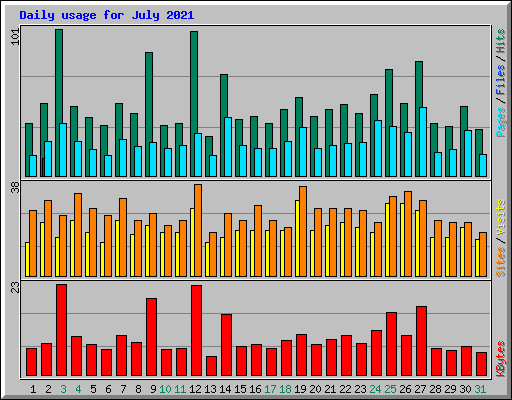 Daily usage for July 2021
101
38
23
Pages/Files/Hits
Sites/Visits
KBytes
1 2 3 4 5 6 7 8 9 10 11 12 13 14 15 16 17 18 19 20 21 22 23 24 25 26 27 28 29 30 31